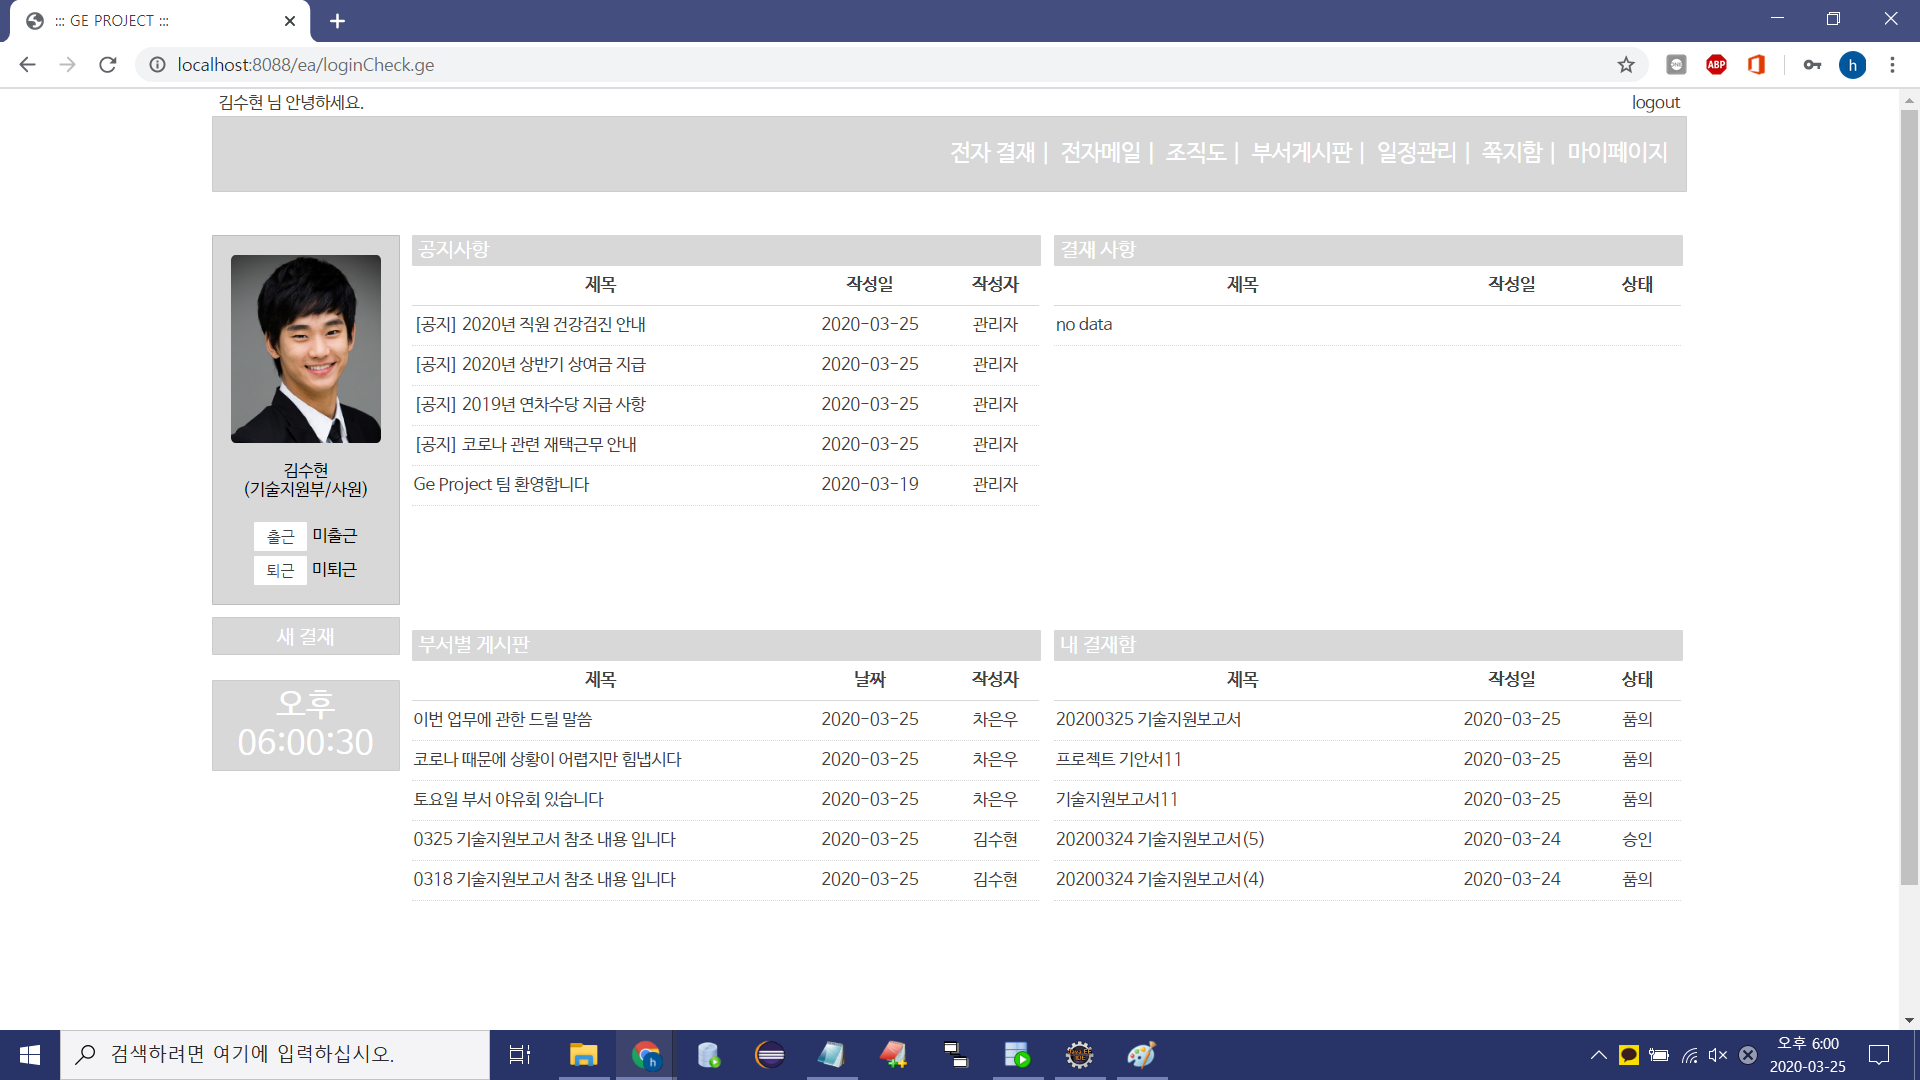 ::: GE PROJECT :::
localhost:8088/ea/loginCheck.ge
ABP
h
김수현 님 안녕하세요.
logout
전자 결재 | 전자메일 | 조직도 | 부서게시판 | 일정관리 | 쪽지함 | 마이페이지
김수현
(기술지원부/사원)
출근 미출근
퇴근 미퇴근
새 결재
오후
06:00:30
공지사항
제목 작성일 작성자
[공지] 2020년 직원 건강검진 안내 2020-03-25 관리자
[공지] 2020년 상반기 상여금 지급 2020-03-25 관리자
[공지] 2019년 연차수당 지급 사항 2020-03-25 관리자
[공지] 코로나 관련 재택근무 안내 2020-03-25 관리자
Ge Project 팀 환영합니다 2020-03-19 관리자
결재 사항
제목 작성일 상태
no data
부서별 게시판
제목 날짜 작성자
이번 업무에 관한 드릴 말씀 2020-03-25 차은우
코로나 때문에 상황이 어렵지만 힘냅시다 2020-03-25 차은우
토요일 부서 야유회 있습니다 2020-03-25 차은우
0325 기술지원보고서 참조 내용 입니다 2020-03-25 김수현
0318 기술지원보고서 참조 내용 입니다 2020-03-25 김수현
내 결재함
제목 작성일 상태
20200325 기술지원보고서 2020-03-25 품의
프로젝트 기안서11 2020-03-25 품의
기술지원보고서11 2020-03-25 품의
20200324 기술지원보고서(5) 2020-03-24 승인
20200324 기술지원보고서(4) 2020-03-24 품의
검색하려면 여기에 입력하십시오.
h
오후 6:00
2020-03-25